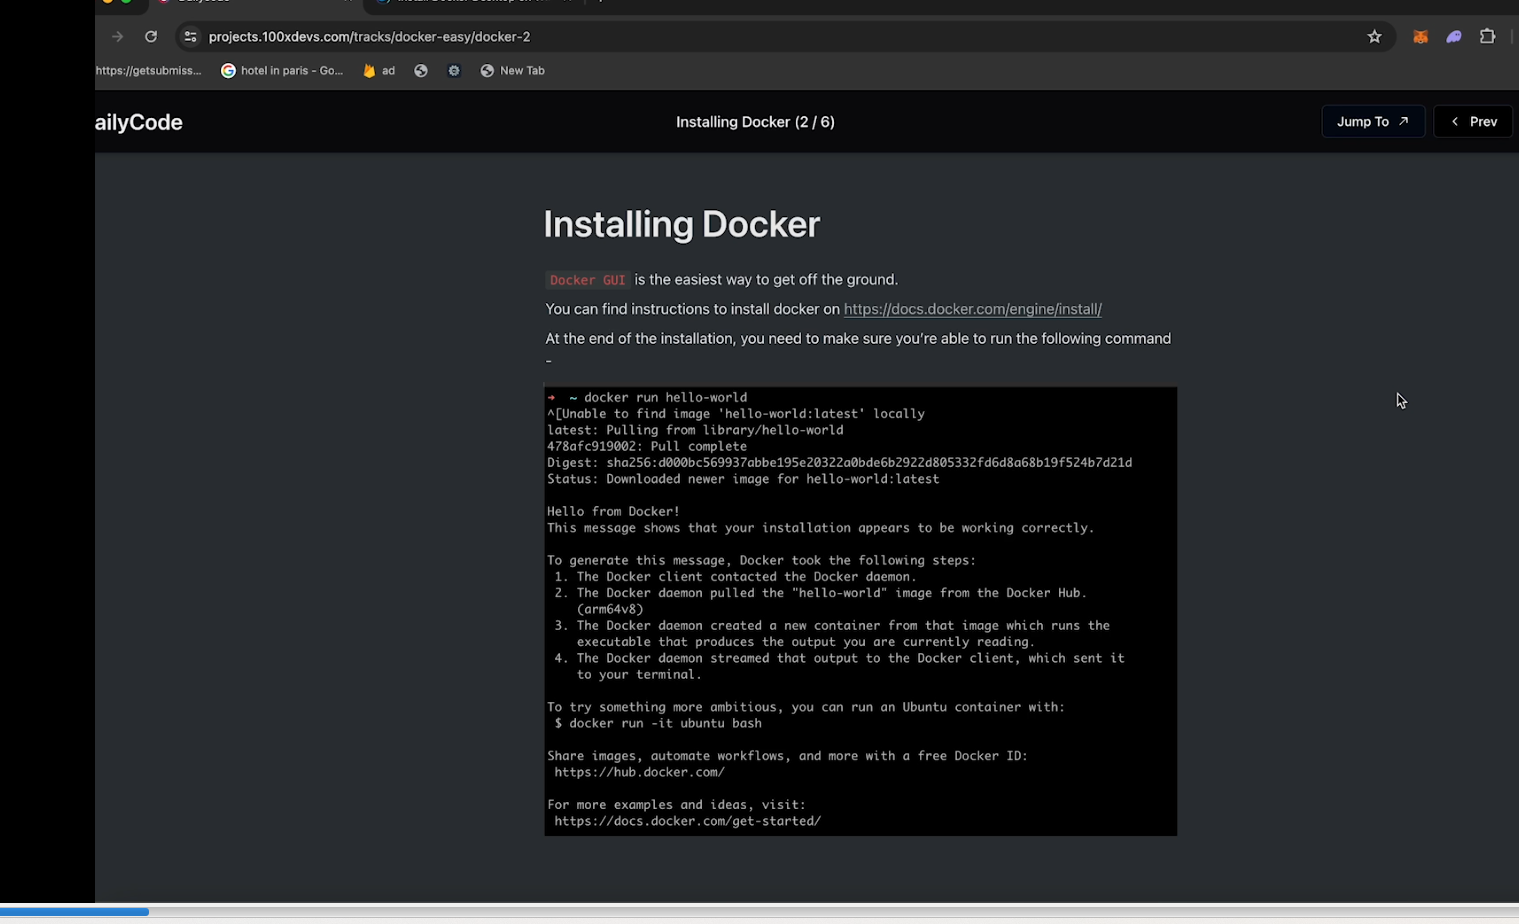 projects.100xdevs.com/tracks/docker-easy/docker-2
https://getsubmiss...
hotel in paris - Go...
ad
New Tab
ailyCode
Installing Docker (2 / 6)
Jump To
Prev
Installing Docker
Docker GUI is the easiest way to get off the ground.
You can find instructions to install docker on https://docs.docker.com/engine/install/
At the end of the installation, you need to make sure you're able to run the following command
-
➜ ~ docker run hello-world
^[Unable to find image 'hello-world:latest' locally
latest: Pulling from library/hello-world
478afc919002: Pull complete
Digest: sha256:d000bc569937abbe195e20322a0bde6b2922d805332fd6d8a68b19f524b7d21d
Status: Downloaded newer image for hello-world:latest
Hello from Docker!
This message shows that your installation appears to be working correctly.
To generate this message, Docker took the following steps:
1. The Docker client contacted the Docker daemon.
2. The Docker daemon pulled the "hello-world" image from the Docker Hub.
(arm64v8)
3. The Docker daemon created a new container from that image which runs the
executable that produces the output you are currently reading.
4. The Docker daemon streamed that output to the Docker client, which sent it
to your terminal.
To try something more ambitious, you can run an Ubuntu container with:
$ docker run -it ubuntu bash
Share images, automate workflows, and more with a free Docker ID:
https://hub.docker.com/
For more examples and ideas, visit:
https://docs.docker.com/get-started/